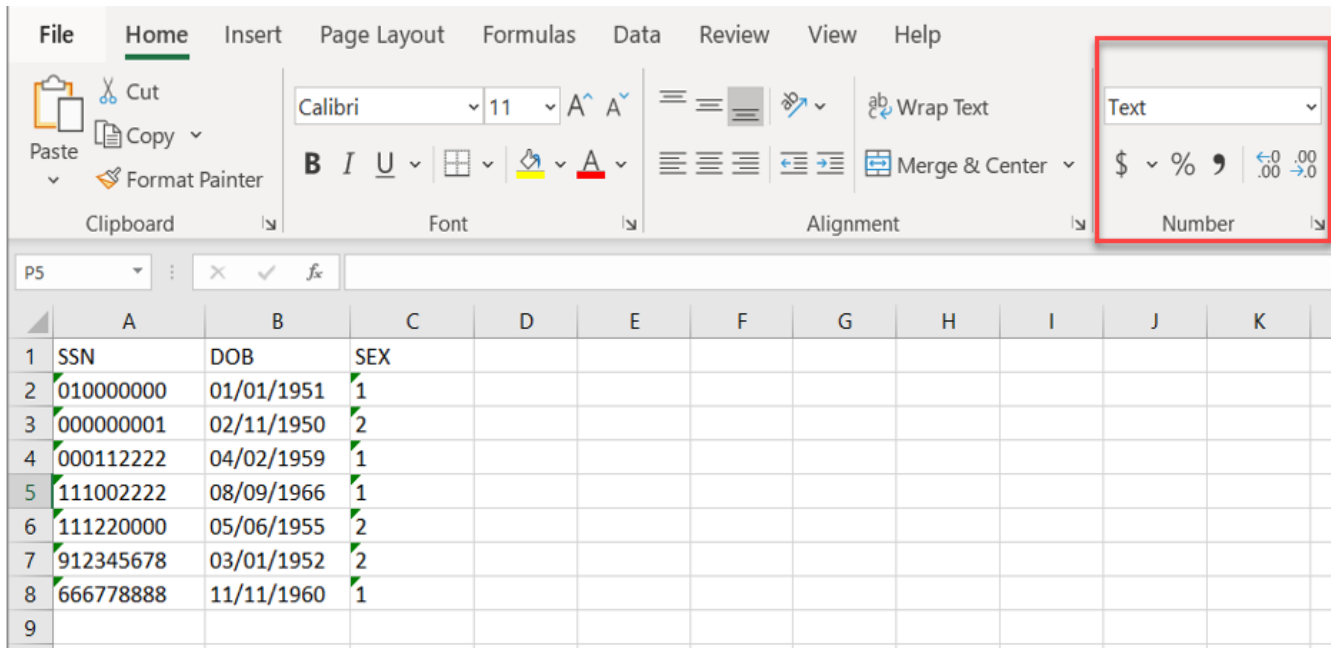 File Home Insert Page Layout Formulas Data Review View Help
Cut
Copy
Format Painter
Paste
Clipboard
Calibri 11 A A
B I U A
Font
ab Wrap Text
Merge & Center
Alignment
Text
$ % , .00
Number
P5 fx
A B C D E F G H I J K
1 SSN DOB SEX
2 010000000 01/01/1951 1
3 000000001 02/11/1950 2
4 000112222 04/02/1959 1
5 111002222 08/09/1966 1
6 111220000 05/06/1955 2
7 912345678 03/01/1952 2
8 666778888 11/11/1960 1
9